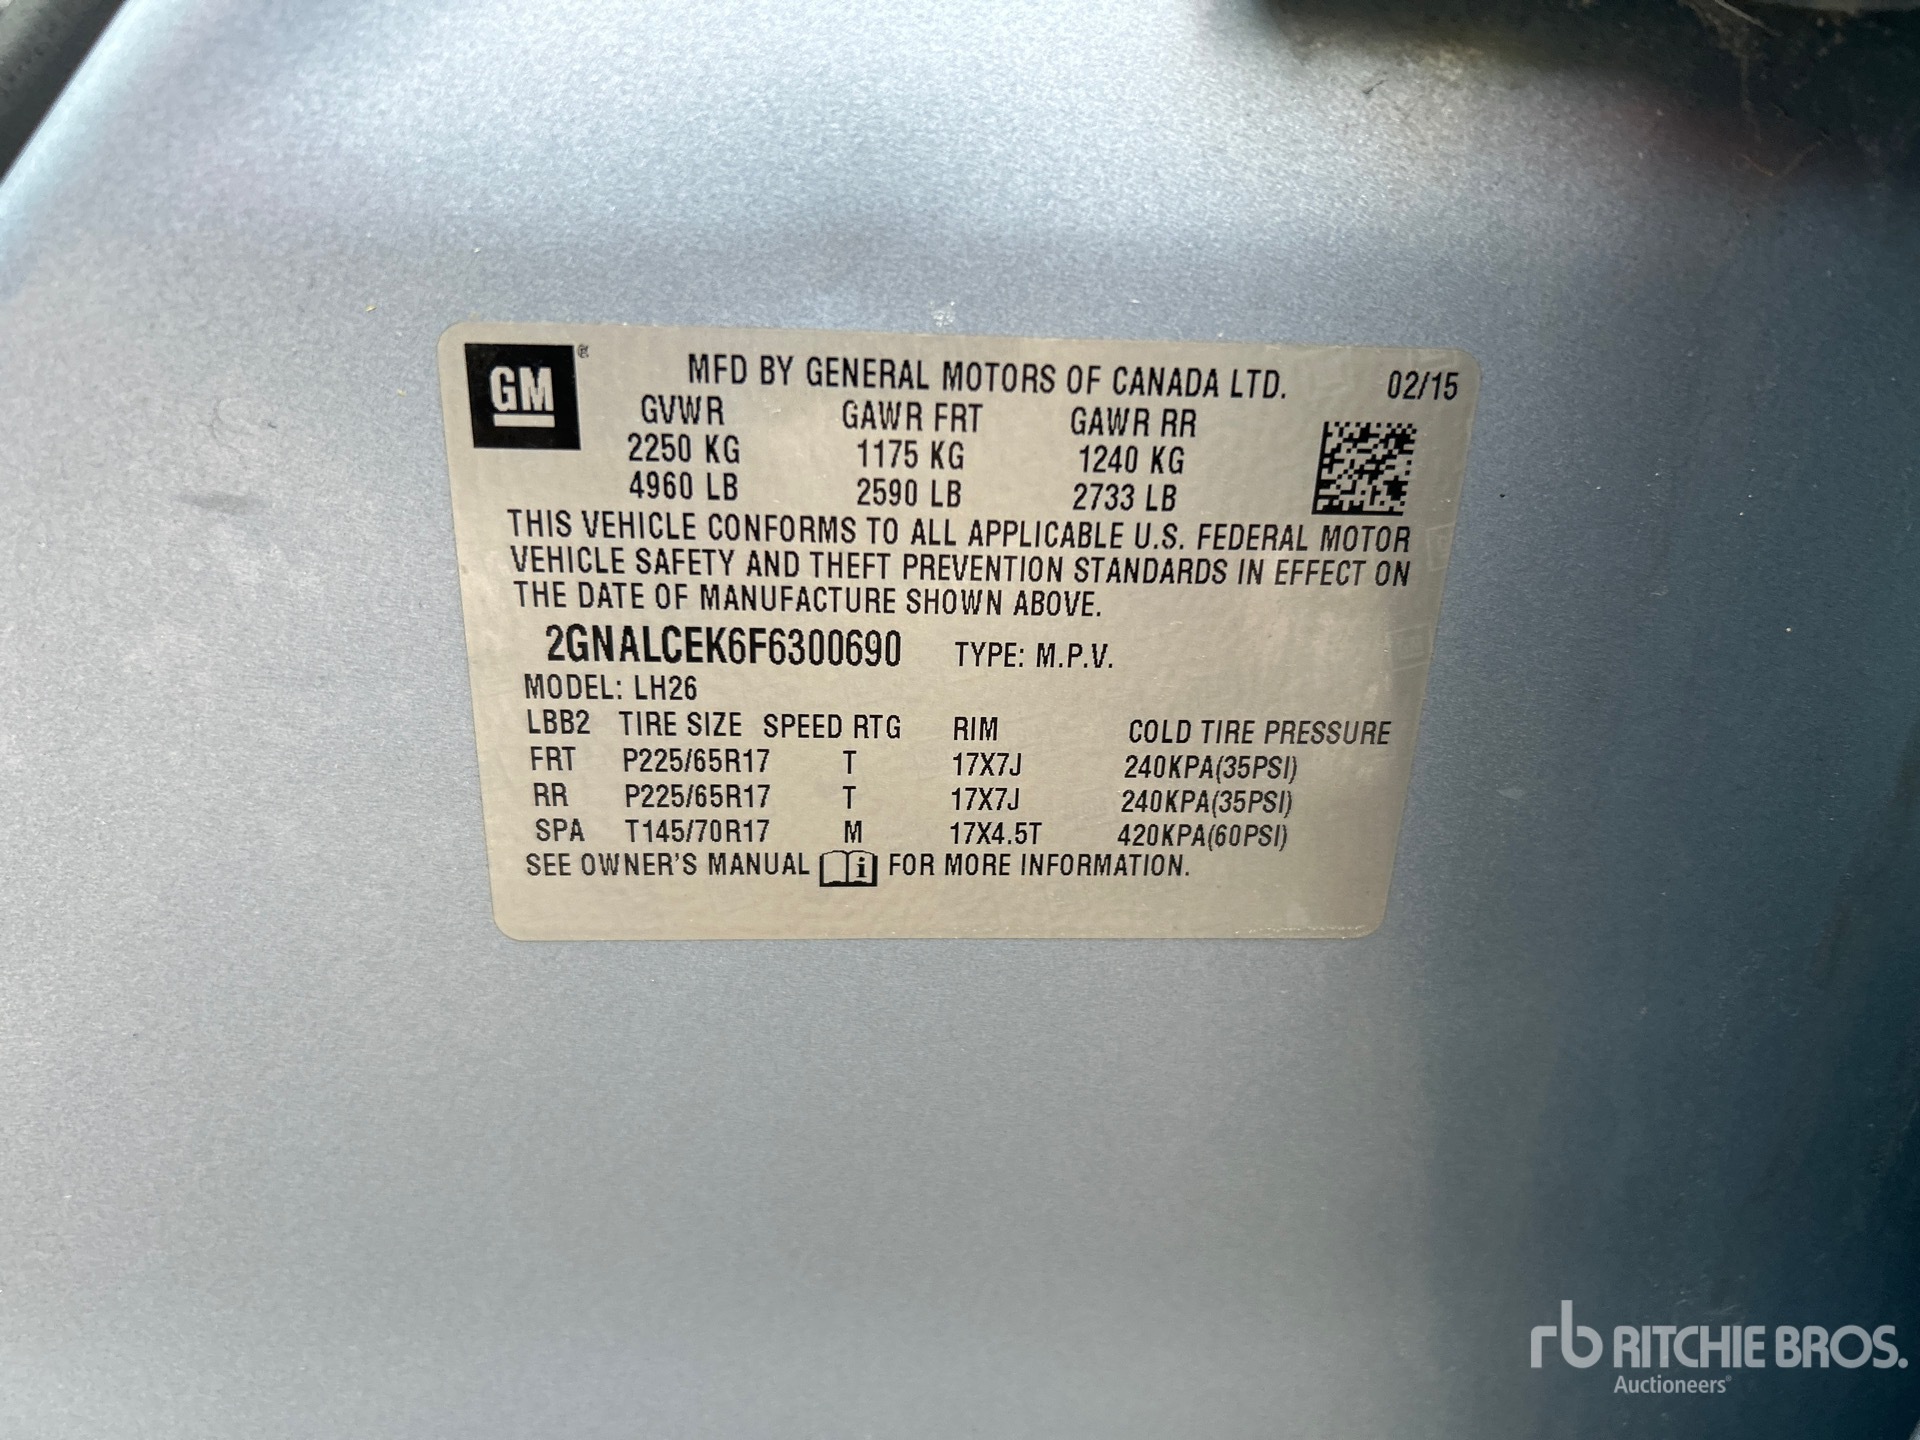 GM
MFD BY GENERAL MOTORS OF CANADA LTD. 02/15
GVWR GAWR FRT GAWR RR
2250 KG 1175 KG 1240 KG
4960 LB 2590 LB 2733 LB
THIS VEHICLE CONFORMS TO ALL APPLICABLE U.S. FEDERAL MOTOR
VEHICLE SAFETY AND THEFT PREVENTION STANDARDS IN EFFECT ON
THE DATE OF MANUFACTURE SHOWN ABOVE.
2GNALCEK6F6300690 TYPE: M.P.V.
MODEL: LH26
LBB2 TIRE SIZE SPEED RTG RIM COLD TIRE PRESSURE
FRT P225/65R17 T 17X7J 240KPA(35PSI)
RR P225/65R17 T 17X7J 240KPA(35PSI)
SPA T145/70R17 M 17X4.5T 420KPA(60PSI)
SEE OWNER'S MANUAL i FOR MORE INFORMATION.
rb RITCHIE BROS.
Auctioneers